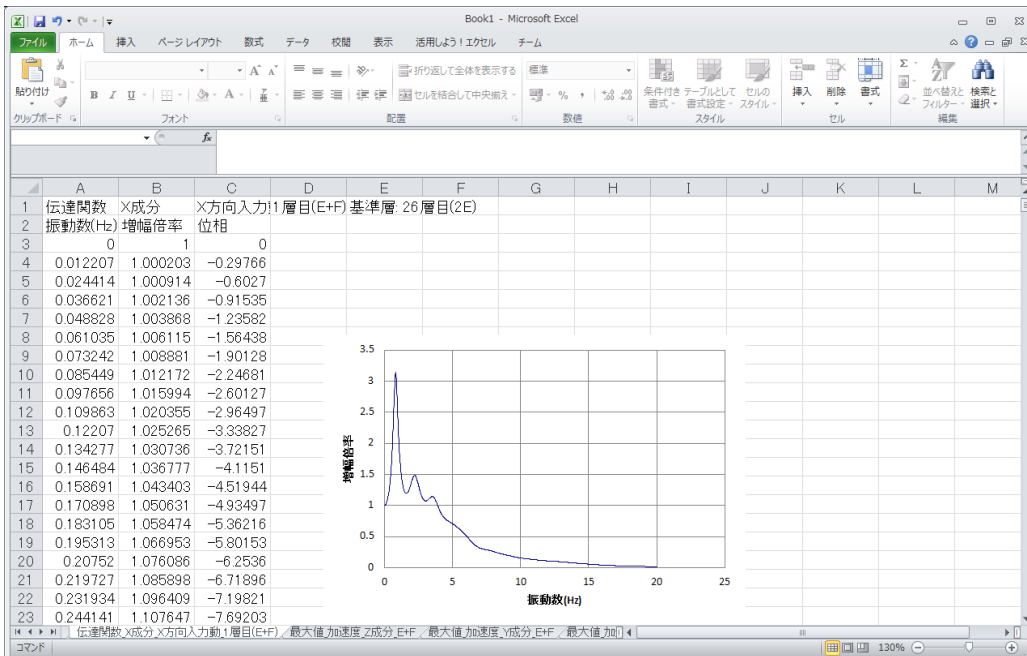 Book1 - Microsoft Excel
ファイル ホーム 挿入 ページ レイアウト 数式 データ 校閲 表示 活用しよう！エクセル チーム
貼り付け
B I U A A A
折り返して全体を表示する
セルを結合して中央揃え
標準
% ,
条件付き書式 テーブルとして書式設定 セルのスタイル
挿入 削除 書式
Σ 並べ替えとフィルター 検索と選択
クリップボード フォント 配置 数値 スタイル セル 編集
fx
A B C D E F G H I J K L M
1 伝達関数 X成分 X方向入力動 1層目(E+F) 基準層: 26層目(2E)
2 振動数(Hz) 増幅倍率 位相
3 0 1 0
4 0.012207 1.000203 -0.29766
5 0.024414 1.000914 -0.6027
6 0.036621 1.002136 -0.91535
7 0.048828 1.003868 -1.23582
8 0.061035 1.006115 -1.56438
9 0.073242 1.008881 -1.90128
10 0.085449 1.012172 -2.24681
11 0.097656 1.015994 -2.60127
12 0.109863 1.020355 -2.96497
13 0.12207 1.025265 -3.33827
14 0.134277 1.030736 -3.72151
15 0.146484 1.036777 -4.1151
16 0.158691 1.043403 -4.51944
17 0.170898 1.050631 -4.93497
18 0.183105 1.058474 -5.36216
19 0.195313 1.066953 -5.80153
20 0.20752 1.076086 -6.2536
21 0.219727 1.085898 -6.71896
22 0.231934 1.096409 -7.19821
23 0.244141 1.107647 -7.69203
3.5
3
2.5
2
1.5
1
0.5
0
増幅倍率
0 5 10 15 20 25
振動数(Hz)
伝達関数_X成分_X方向入力動_1層目(E+F) 最大値_加速度_Z成分_E+F 最大値_加速度_Y成分_E+F 最大値_加
コマンド 130%